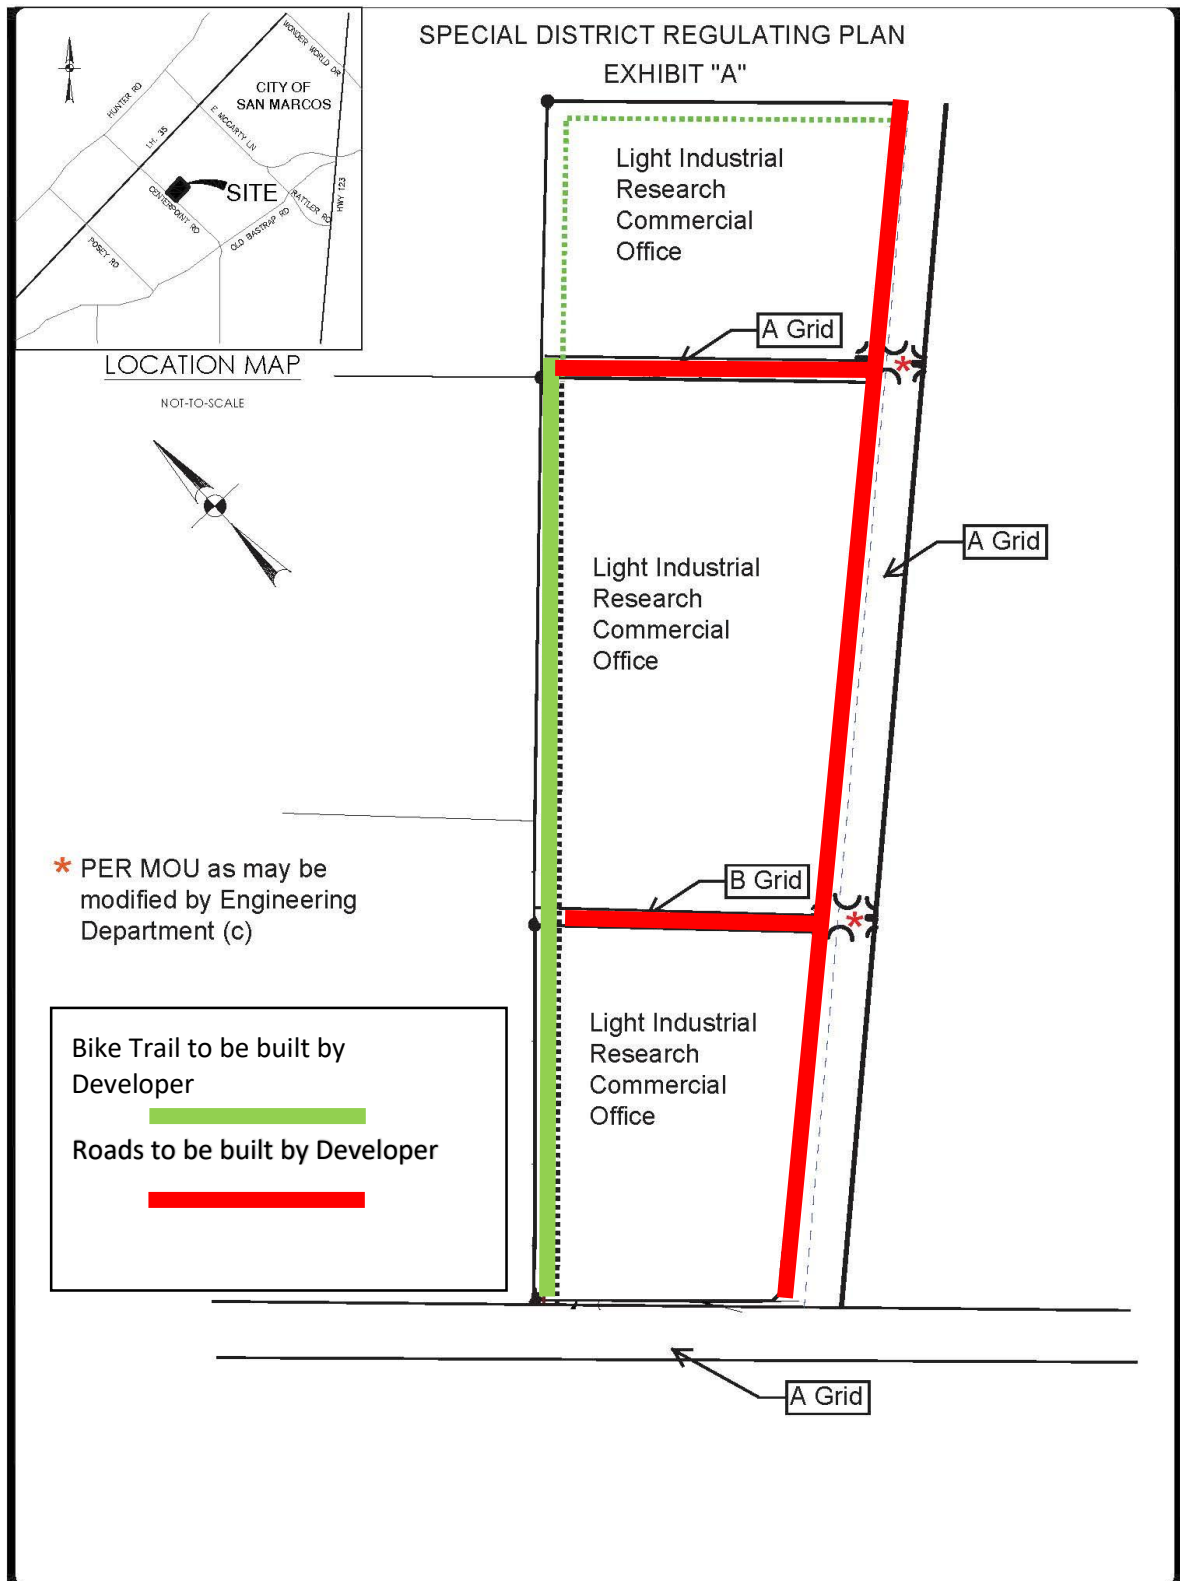 SPECIAL DISTRICT REGULATING PLAN
EXHIBIT "A"
WONDER WORLD DR
CITY OF
SAN MARCOS
HUNTER RD
I.H. 35
E MCCARTY LN
SITE
CENTERPOINT RD
RATTLER RD
HWY 123
OLD BASTRAP RD
POSEY RD
LOCATION MAP
NOT-TO-SCALE
Light Industrial
Research
Commercial
Office
A Grid
*
A Grid
Light Industrial
Research
Commercial
Office
* PER MOU as may be
modified by Engineering
Department (c)
B Grid
*
Light Industrial
Research
Commercial
Office
Bike Trail to be built by
Developer
Roads to be built by Developer
A Grid